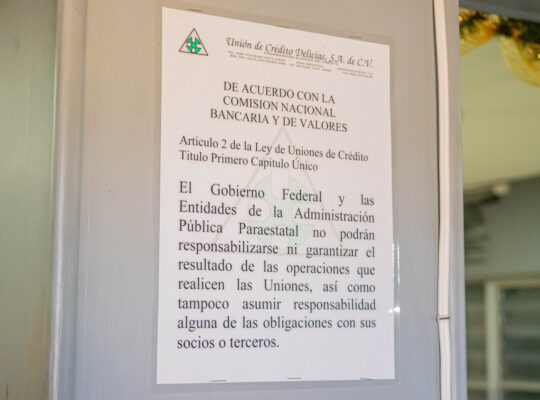 Unión de Crédito Delicias, S.A. de C.V.
DE ACUERDO CON LA
COMISION NACIONAL
BANCARIA Y DE VALORES
Articulo 2 de la Ley de Uniones de Crédito
Título Primero Capitulo Único
El Gobierno Federal y las
Entidades de la Administración
Pública Paraestatal no podrán
responsabilizarse ni garantizar el
resultado de las operaciones que
realicen las Uniones, así como
tampoco asumir responsabilidad
alguna de las obligaciones con sus
socios o terceros.